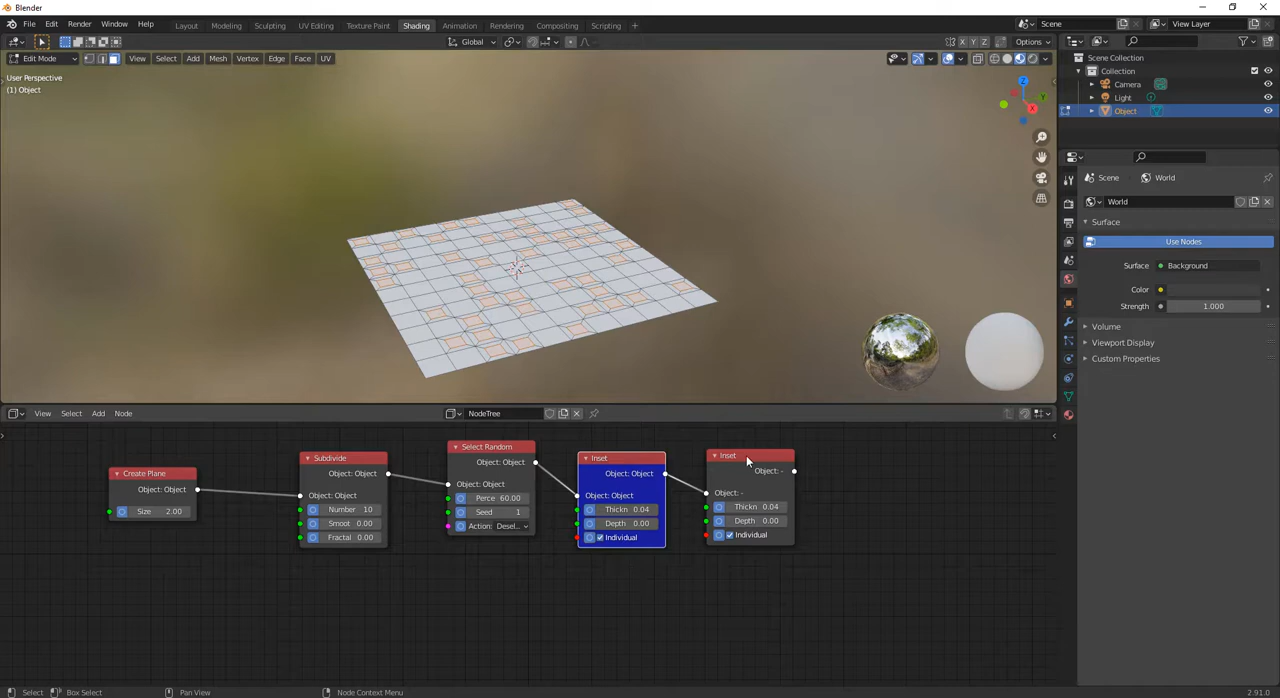 Blender
File Edit Render Window Help Layout Modeling Sculpting UV Editing Texture Paint Shading Animation Rendering Compositing Scripting + Scene View Layer
Global X Y Z Options
Edit Mode View Select Add Mesh Vertex Edge Face UV
User Perspective
(1) Object
Z
Y
X
Scene Collection
Collection
Camera
Light
Object
Scene World
World
Surface
Use Nodes
Surface Background
Color
Strength 1.000
Volume
Viewport Display
Custom Properties
View Select Add Node NodeTree
Create Plane
Object: Object
Size 2.00
Subdivide
Object: Object
Object: Object
Number 10
Smoot 0.00
Fractal 0.00
Select Random
Object: Object
Object: Object
Perce 60.00
Seed 1
Action: Desel...
Inset
Object: Object
Object: Object
Thickn 0.04
Depth 0.00
Individual
Inset
Object: -
Object: -
Thickn 0.04
Depth 0.00
Individual
Select Box Select Pan View Node Context Menu 2.91.0